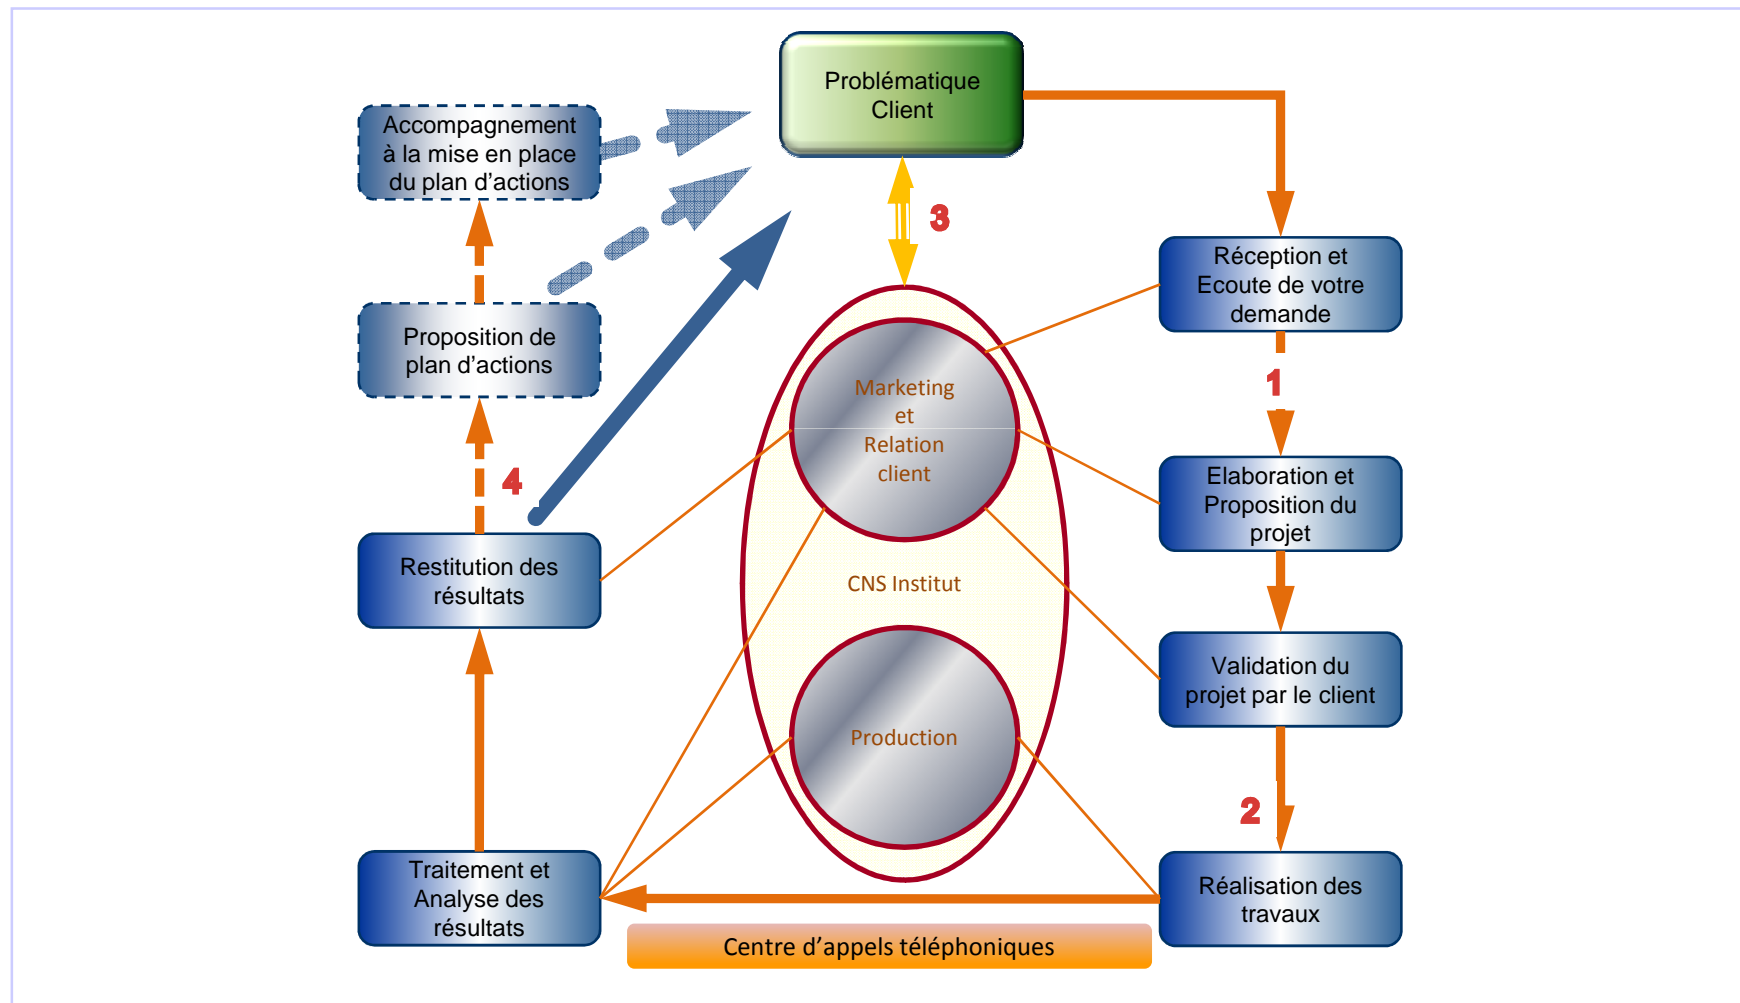 Problématique
Client
Accompagnement
à la mise en place
du plan d'actions
3
Réception et
Ecoute de votre
demande
Proposition de
plan d'actions
1
Marketing
et
Relation
client
4
Elaboration et
Proposition du
projet
Restitution des
résultats
CNS Institut
Validation du
projet par le client
Production
2
Traitement et
Analyse des
résultats
Réalisation des
travaux
Centre d'appels téléphoniques